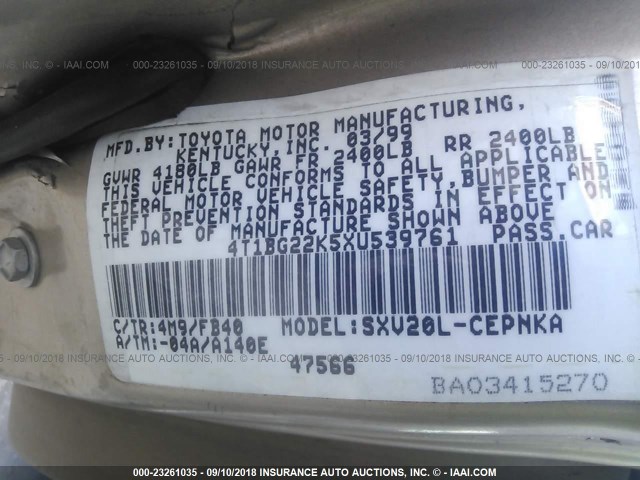 000-23261035 - 09/10/2018 INSURANCE AUTO AUCTIONS, INC. - © IAAI.COM
MFD.BY:TOYOTA MOTOR MANUFACTURING,
KENTUCKY,INC. 03/99
GVWR 4180LB GAWR FR 2400LB RR 2400LB
THIS VEHICLE CONFORMS TO ALL APPLICABLE
FEDERAL MOTOR VEHICLE SAFETY,BUMPER AND
THEFT PREVENTION STANDARDS IN EFFECT ON
THE DATE OF MANUFACTURE SHOWN ABOVE
4T1BG22K5XU539761 PASS.CAR
C/TR:4M9/FB40 MODEL:SXV20L-CEPNKA
A/TM:-04A/A140E
47566
BA03415270
000-23261035 - 09/10/2018 INSURANCE AUTO AUCTIONS, INC. - © IAAI.COM